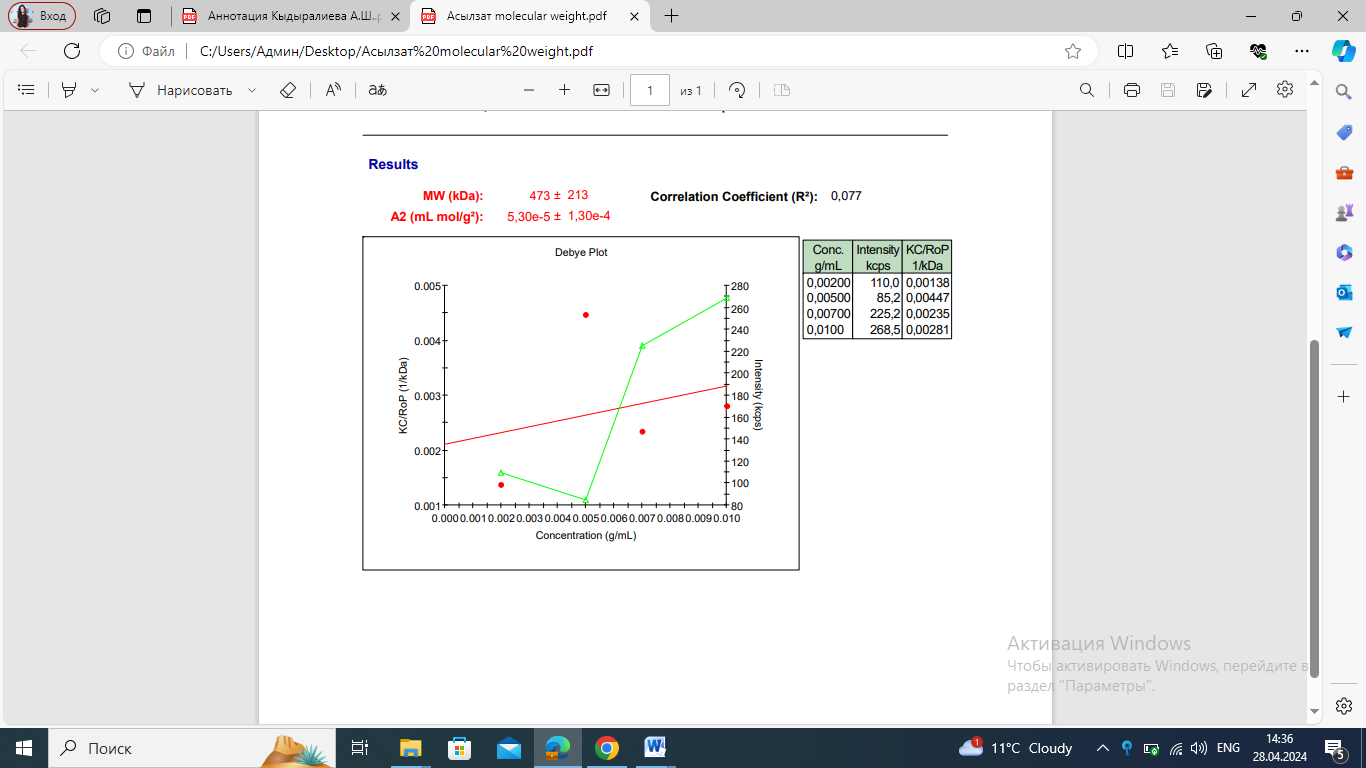 Вход
Аннотация Кыдыралиева А.Ш..
Асылзат molecular weight.pdf
Файл
C:/Users/Админ/Desktop/Асылзат%20molecular%20weight.pdf
Нарисовать
1 из 1
Results
MW (kDa): 473 ± 213
Correlation Coefficient (R²): 0,077
A2 (mL mol/g²): 5,30e-5 ± 1,30e-4
Debye Plot
KC/RoP (1/kDa)
0.005
0.004
0.003
0.002
0.001
0.000 0.001 0.002 0.003 0.004 0.005 0.006 0.007 0.008 0.009 0.010
Concentration (g/mL)
280
260
240
220
200
180
160
140
120
100
80
Intensity (kcps)
Conc. Intensity KC/RoP
g/mL kcps 1/kDa
0,00200 110,0 0,00138
0,00500 85,2 0,00447
0,00700 225,2 0,00235
0,0100 268,5 0,00281
Активация Windows
Чтобы активировать Windows, перейдите в
раздел "Параметры".
Поиск
1
11°C Cloudy
ENG
14:36
28.04.2024
5